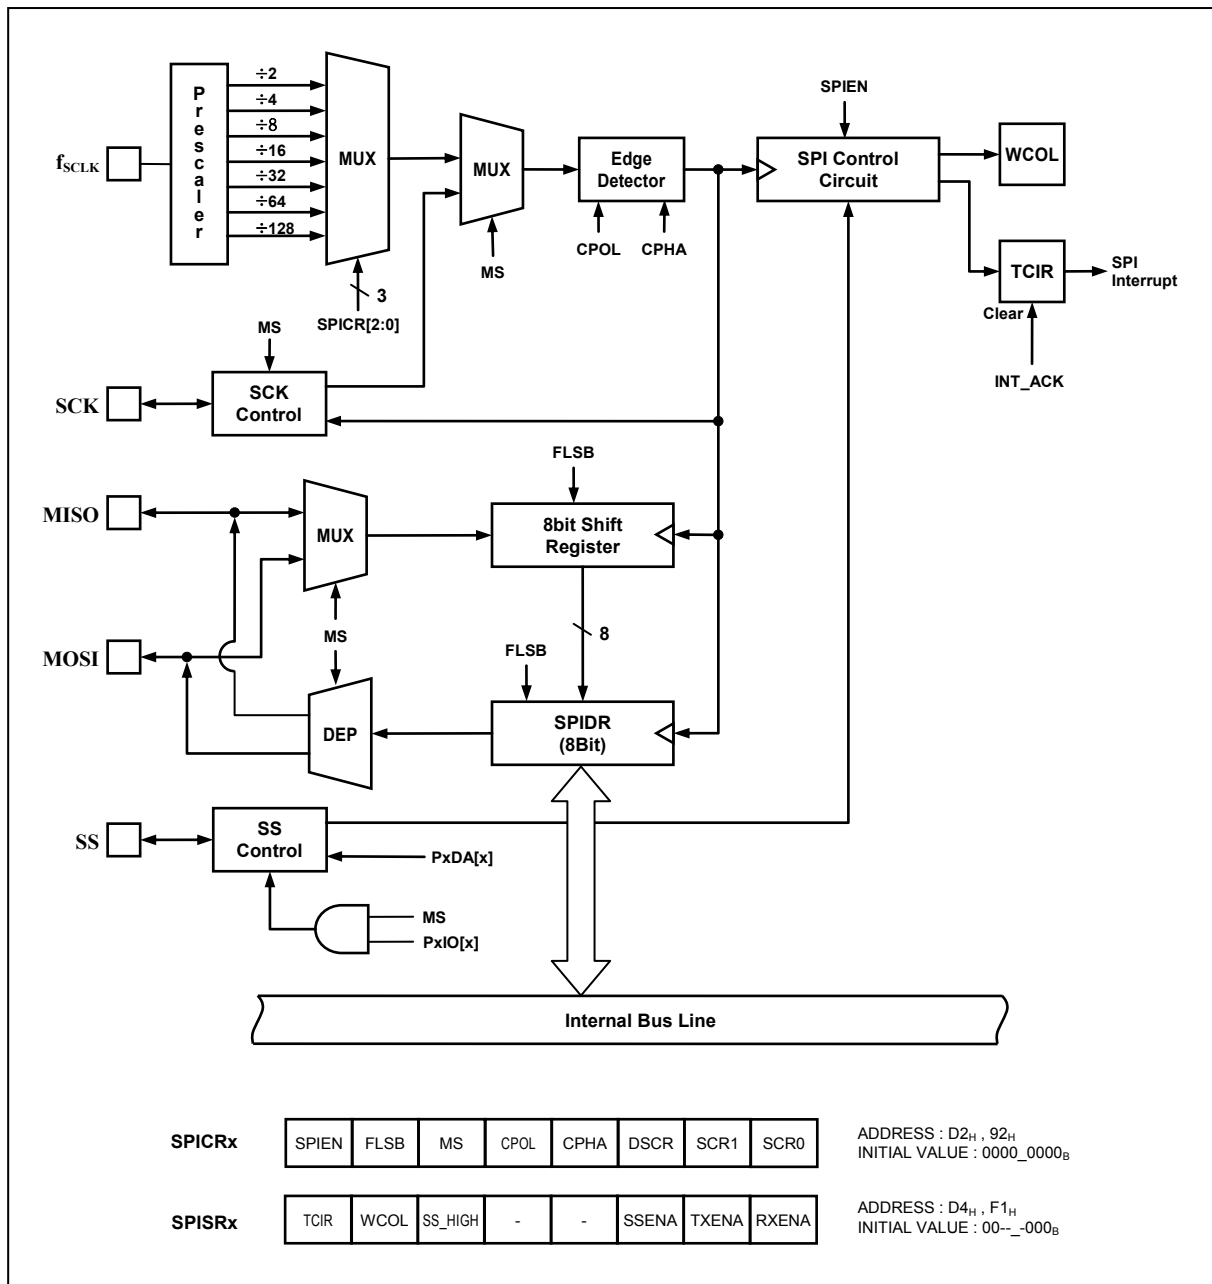 fSCLK
Prescaler
÷2
÷4
÷8
÷16
÷32
÷64
÷128
MUX
3
SPICR[2:0]
MUX
MS
Edge
Detector
CPOL
CPHA
SPIEN
SPI Control
Circuit
WCOL
TCIR
SPI
Interrupt
Clear
INT_ACK
MS
SCK
SCK
Control
FLSB
MISO
MUX
8bit Shift
Register
MS
8
MOSI
FLSB
DEP
SPIDR
(8Bit)
SS
SS
Control
PxDA[x]
MS
PxIO[x]
Internal Bus Line
SPICRx SPIEN FLSB MS CPOL CPHA DSCR SCR1 SCR0
ADDRESS : D2H , 92H
INITIAL VALUE : 0000_0000B
SPISRx TCIR WCOL SS_HIGH - - SSENA TXENA RXENA
ADDRESS : D4H , F1H
INITIAL VALUE : 00--_-000B